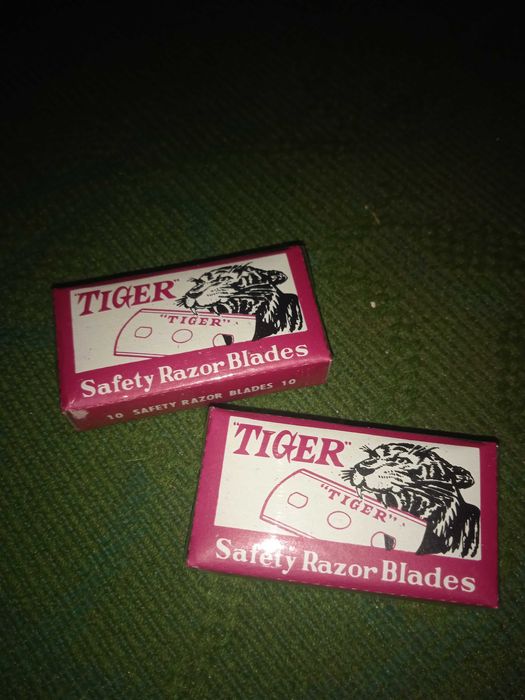 "TIGER"
"TIGER"
Safety Razor Blades
10 SAFETY RAZOR BLADES 10
"TIGER"
"TIGER"
Safety Razor Blades